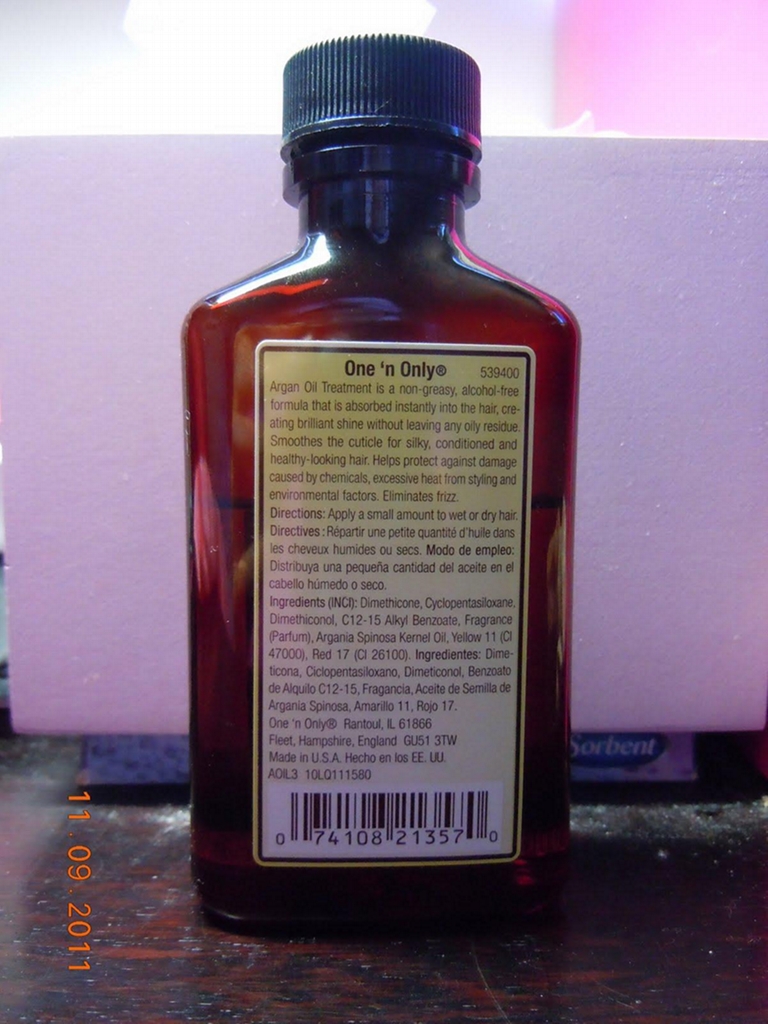 One 'n Only®
539400
Argan Oil Treatment is a non-greasy, alcohol-free
formula that is absorbed instantly into the hair, cre-
ating brilliant shine without leaving any oily residue.
Smoothes the cuticle for silky, conditioned and
healthy-looking hair. Helps protect against damage
caused by chemicals, excessive heat from styling and
environmental factors. Eliminates frizz.
Directions: Apply a small amount to wet or dry hair.
Directives : Répartir une petite quantité d'huile dans
les cheveux humides ou secs. Modo de empleo:
Distribuya una pequeña cantidad del aceite en el
cabello húmedo o seco.
Ingredients (INCI): Dimethicone, Cyclopentasiloxane,
Dimethiconol, C12-15 Alkyl Benzoate, Fragrance
(Parfum), Argania Spinosa Kernel Oil, Yellow 11 (CI
47000), Red 17 (CI 26100). Ingredientes: Dime-
ticona, Ciclopentasiloxano, Dimeticonol, Benzoato
de Alquilo C12-15, Fragancia, Aceite de Semilla de
Argania Spinosa, Amarillo 11, Rojo 17.
One 'n Only® Rantoul, IL 61866
Fleet, Hampshire, England GU51 3TW
Made in U.S.A. Hecho en los EE. UU.
AOIL3 10LQ111580
0 74108 21357 0
Sorbent
11.09.2011